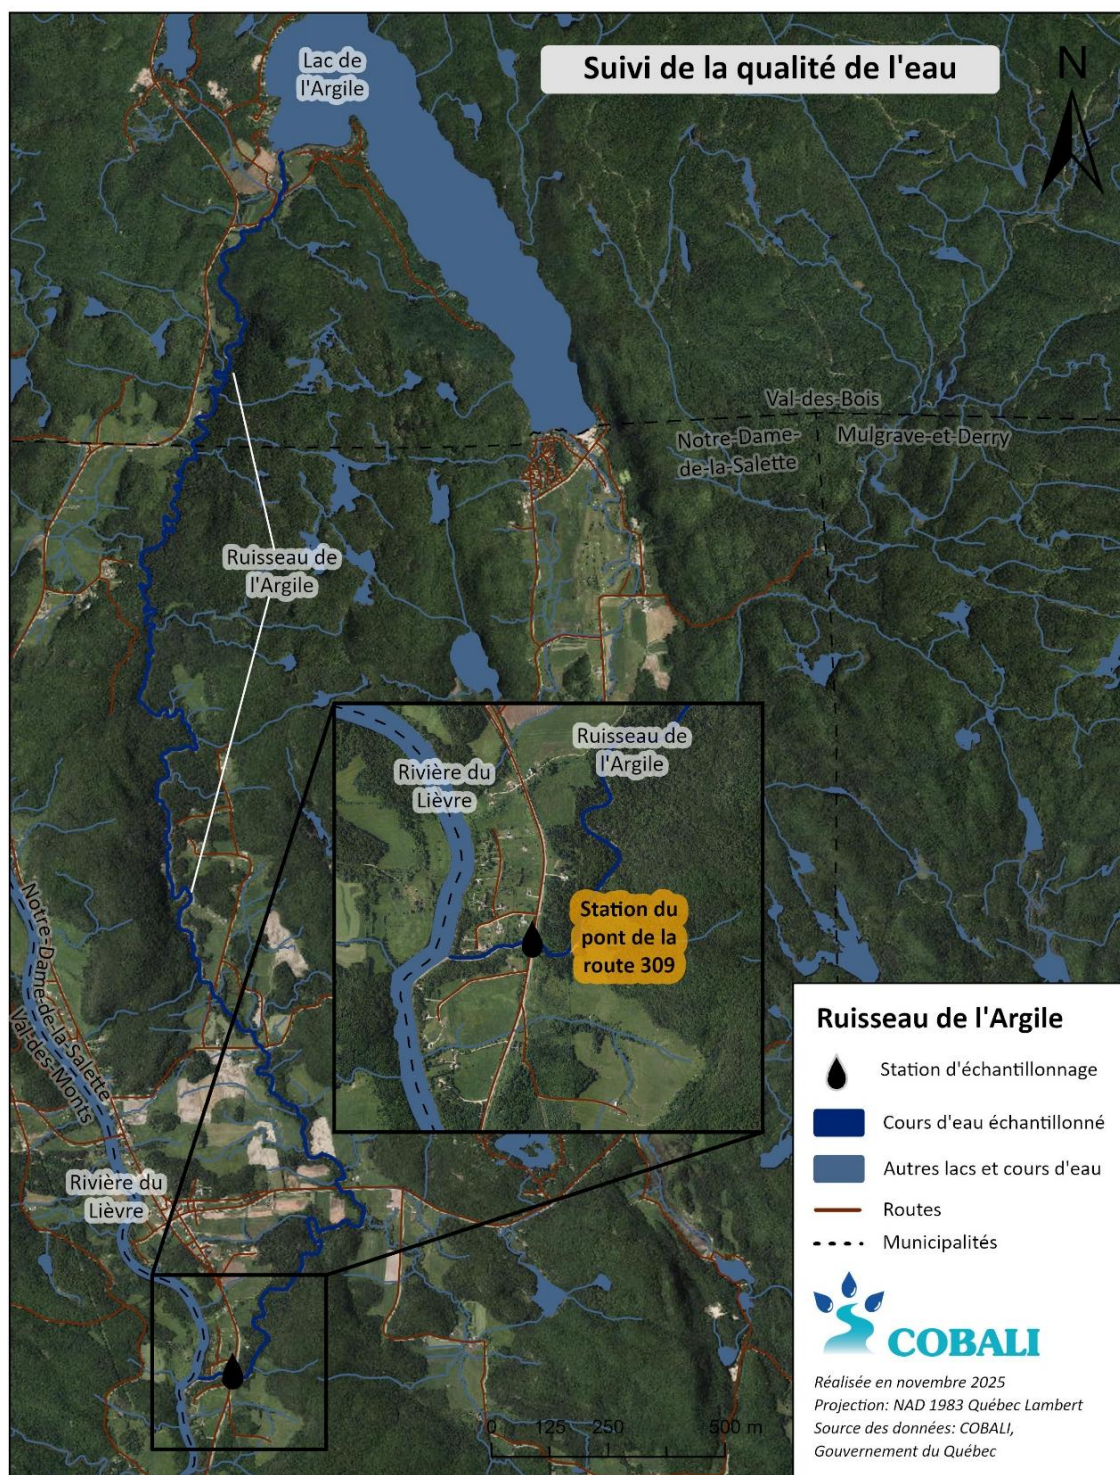 Suivi de la qualité de l'eau
N
Lac de
l'Argile
Val-des-Bois
Notre-Dame-
de-la-Salette
Mulgrave-et-Derry
Ruisseau de
l'Argile
Ruisseau de
l'Argile
Rivière du
Lièvre
Station du
pont de la
route 309
Notre-Dame-de-la-Salette
Val-des-Monts
Rivière du
Lièvre
Ruisseau de l'Argile
Station d'échantillonnage
Cours d'eau échantillonné
Autres lacs et cours d'eau
Routes
Municipalités
COBALI
Réalisée en novembre 2025
Projection: NAD 1983 Québec Lambert
Source des données: COBALI,
Gouvernement du Québec
0 125 250 500 m